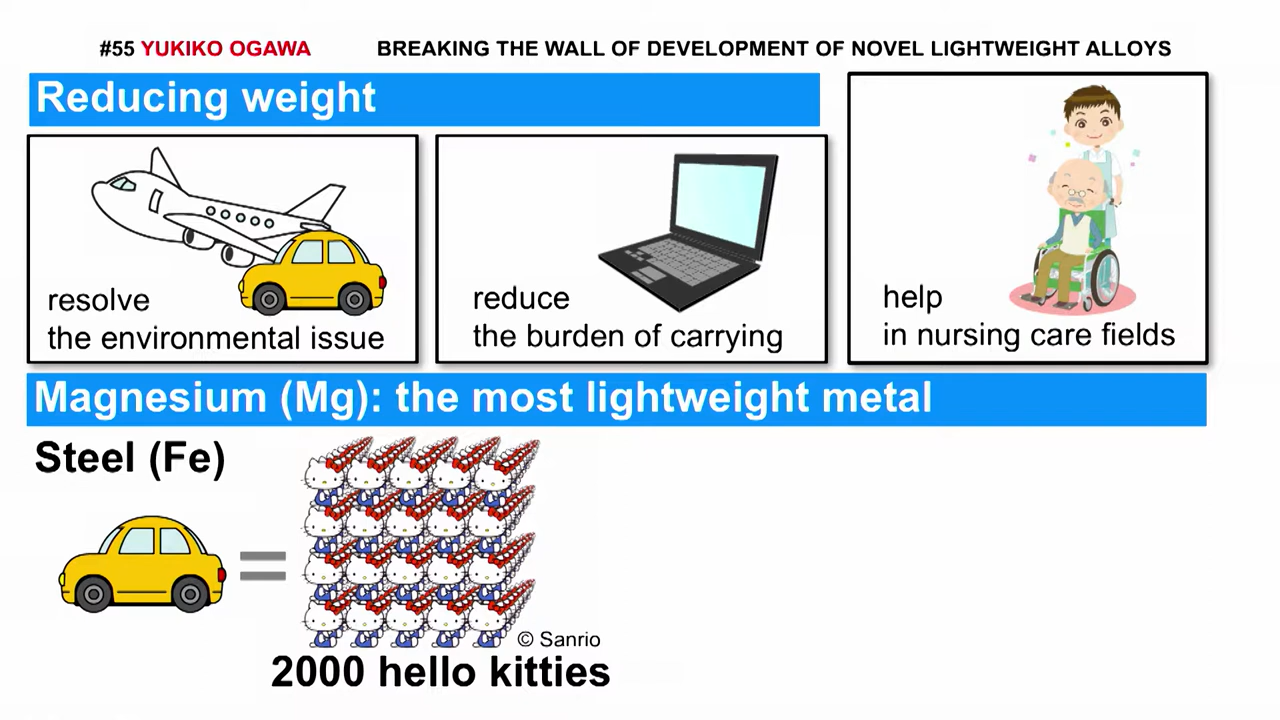 #55 YUKIKO OGAWA BREAKING THE WALL OF DEVELOPMENT OF NOVEL LIGHTWEIGHT ALLOYS
Reducing weight
resolve
the environmental issue
reduce
the burden of carrying
help
in nursing care fields
Magnesium (Mg): the most lightweight metal
Steel (Fe)
=
© Sanrio
2000 hello kitties